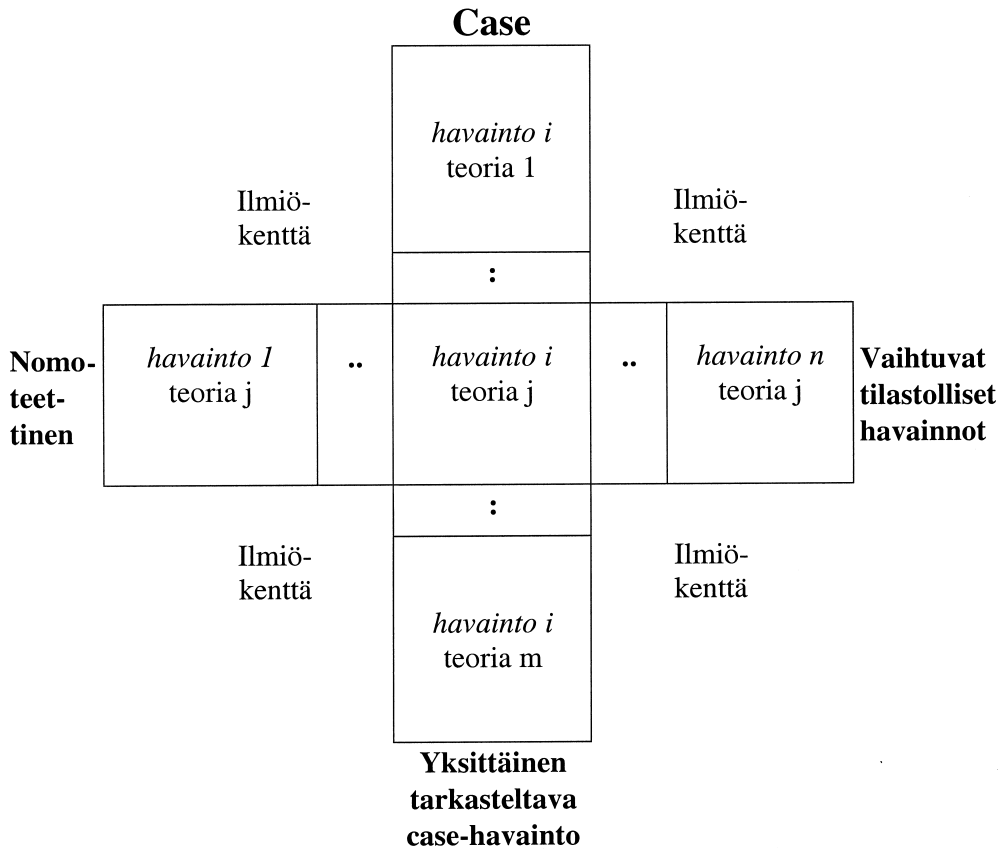 Case
havainto i
teoria 1
Ilmiö-
kenttä
Ilmiö-
kenttä
:
Nomo-
teet-
tinen
havainto 1
teoria j
..
havainto i
teoria j
..
havainto n
teoria j
Vaihtuvat
tilastolliset
havainnot
:
Ilmiö-
kenttä
Ilmiö-
kenttä
havainto i
teoria m
Yksittäinen
tarkasteltava
case-havainto